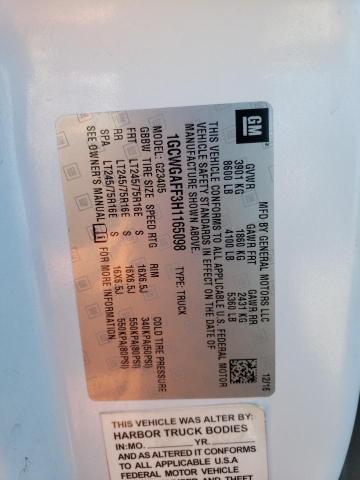 GM
MFD BY GENERAL MOTORS LLC 12/16
GVWR GAWR FRT GAWR RR
3901 KG 1860 KG 2431 KG
8600 LB 4100 LB 5360 LB
THIS VEHICLE CONFORMS TO ALL APPLICABLE U.S. FEDERAL MOTOR
VEHICLE SAFETY STANDARDS IN EFFECT ON THE DATE OF
MANUFACTURE SHOWN ABOVE.
1GCWGAFF3H1165098 TYPE: TRUCK
MODEL: G23405
GBBW TIRE SIZE SPEED RTG RIM COLD TIRE PRESSURE
FRT LT245/75R16E S 16X6.5J 340KPA(50PSI)
RR LT245/75R16E S 16X6.5J 550KPA(80PSI)
SPA LT245/75R16E S 16X6.5J 550KPA(80PSI)
SEE OWNER'S MANUAL FOR MORE INFORMATION
THIS VEHICLE WAS ALTER BY:
HARBOR TRUCK BODIES
IN:MO. YR.
AND AS ALTERED IT CONFORMS
TO ALL APPLICABLE U.S.A
FEDERAL MOTOR VEHICLE
AND THEFT